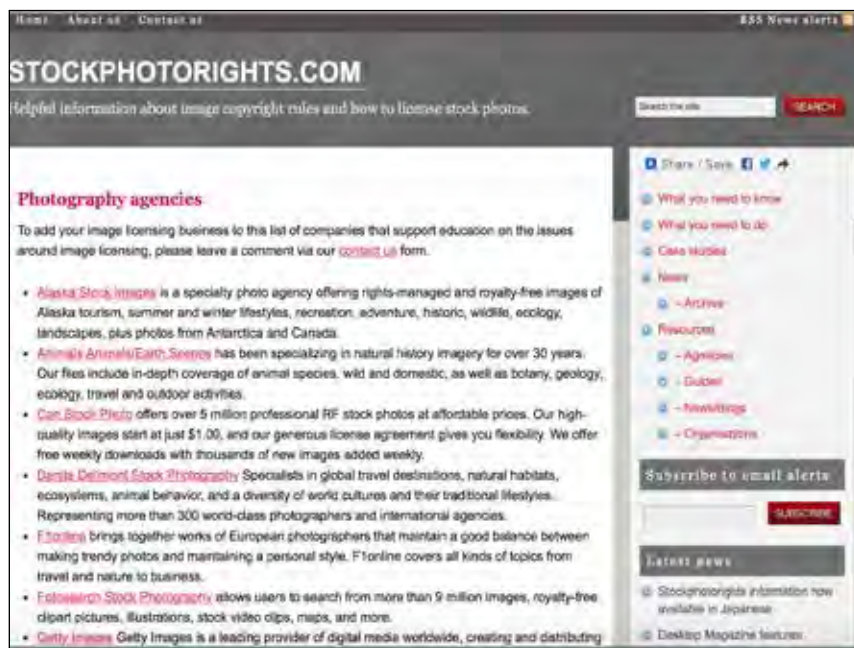 Home About us Contact us
RSS News alerts
STOCKPHOTORIGHTS.COM
Helpful information about image copyright rules and how to license stock photos.
Search the site
SEARCH
Photography agencies
To add your image licensing business to this list of companies that support education on the issues
around image licensing, please leave a comment via our contact us form.
• Alaska Stock Images is a specialty photo agency offering rights-managed and royalty-free images of
Alaska tourism, summer and winter lifestyles, recreation, adventure, historic, wildlife, ecology,
landscapes, plus photos from Antarctica and Canada.
• Animals Animals/Earth Scenes has been specializing in natural history imagery for over 30 years.
Our files include in-depth coverage of animal species, wild and domestic, as well as botany, geology,
ecology, travel and outdoor activities.
• Can Stock Photo offers over 5 million professional RF stock photos at affordable prices. Our high-
quality images start at just $1.00, and our generous license agreement gives you flexibility. We offer
free weekly downloads with thousands of new images added weekly.
• Danita Delimont Stock Photography Specialists in global travel destinations, natural habitats,
ecosystems, animal behavior, and a diversity of world cultures and their traditional lifestyles.
Representing more than 300 world-class photographers and international agencies.
• F1online brings together works of European photographers that maintain a good balance between
making trendy photos and maintaining a personal style. F1online covers all kinds of topics from
travel and nature to business.
• Fotosearch Stock Photography allows users to search from more than 9 million images, royalty-free
clipart pictures, illustrations, stock video clips, maps, and more.
• Getty Images Getty Images is a leading provider of digital media worldwide, creating and distributing
Share / Save
What you need to know
What you need to do
Case studies
News
– Archive
Resources
– Agencies
– Guides
– Newsblogs
– Organisations
Subscribe to email alerts
SUBSCRIBE
Latest news
Stockphotorights information now
available in Japanese
Desktop Magazine features